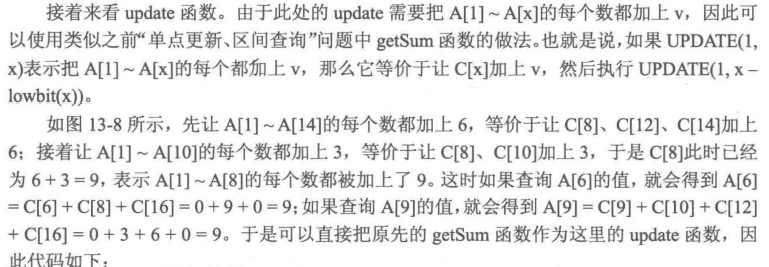 接着来看 update 函数。由于此处的 update 需要把 A[1] ~ A[x]的每个数都加上 v，因此可
以使用类似之前“单点更新、区间查询”问题中 getSum 函数的做法。也就是说，如果 UPDATE(1,
x)表示把 A[1] ~ A[x]的每个都加上 v，那么它等价于让 C[x]加上 v，然后执行 UPDATE(1, x –
lowbit(x))。
如图 13-8 所示，先让 A[1] ~ A[14]的每个数都加上 6，等价于让 C[8]、C[12]、C[14]加上
6；接着让 A[1] ~ A[10]的每个数都加上 3，等价于让 C[8]、C[10]加上 3，于是 C[8]此时已经
为 6 + 3 = 9，表示 A[1] ~ A[8]的每个数都被加上了 9。这时如果查询 A[6]的值，就会得到 A[6]
= C[6] + C[8] + C[16] = 0 + 9 + 0 = 9；如果查询 A[9]的值，就会得到 A[9] = C[9] + C[10] + C[12]
+ C[16] = 0 + 3 + 6 + 0 = 9。于是可以直接把原先的 getSum 函数作为这里的 update 函数，因
此代码如下：